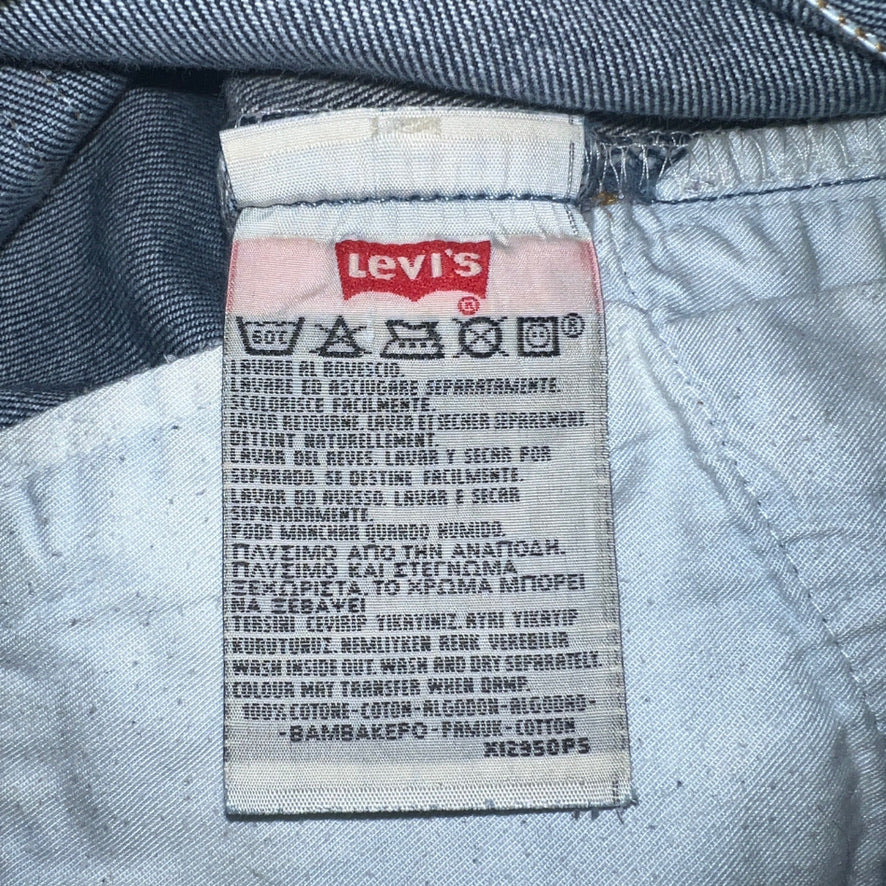 Levi's
®
60C
®
LAVARE AL ROVESCIO.
LAVARE ED ASCIUGARE SEPARATAMENTE.
SCOLORISCE FACILMENTE.
LAVER RETOURNE. LAVER ET SECHER SEPAREMENT.
DETEINT NATURELLEMENT.
LAVAR DEL REVES. LAVAR Y SECAR POR
SEPARADO. SE DESTINE FACILMENTE.
LAVAR DO AVESSO. LAVAR E SECAR
SEPARADAMENTE.
PODE MANCHAR QUANDO HUMIDO.
ΠΛΥΣΙΜΟ ΑΠΟ ΤΗΝ ΑΝΑΠΟΔΗ.
ΠΛΥΣΙΜΟ ΚΑΙ ΣΤΕΓΝΩΜΑ
ΞΕΧΩΡΙΣΤΑ. ΤΟ ΧΡΩΜΑ ΜΠΟΡΕΙ
ΝΑ ΞΕΒΑΨΕΙ
TERSINI CEVIRIP YIKAYINIZ. AYRI YIKAYIP
KURUTUNUZ. NEMLIYKEN RENK VEREBILIR
WASH INSIDE OUT. WASH AND DRY SEPARATELY.
COLOUR MAY TRANSFER WHEN DAMP.
100% COTONE-COTON-ALGODON-ALGODAO-
-ΒΑΜΒΑΚΕΡΟ-PAMUK-COTTON
X12950P5